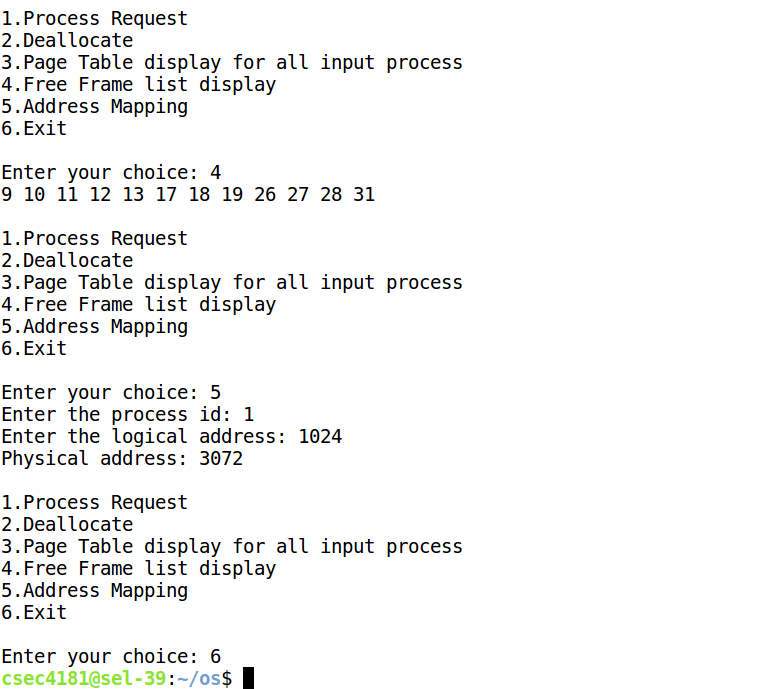 1.Process Request
2.Deallocate
3.Page Table display for all input process
4.Free Frame list display
5.Address Mapping
6.Exit
Enter your choice: 4
9 10 11 12 13 17 18 19 26 27 28 31
1.Process Request
2.Deallocate
3.Page Table display for all input process
4.Free Frame list display
5.Address Mapping
6.Exit
Enter your choice: 5
Enter the process id: 1
Enter the logical address: 1024
Physical address: 3072
1.Process Request
2.Deallocate
3.Page Table display for all input process
4.Free Frame list display
5.Address Mapping
6.Exit
Enter your choice: 6
csec4181@sel-39:~/os$